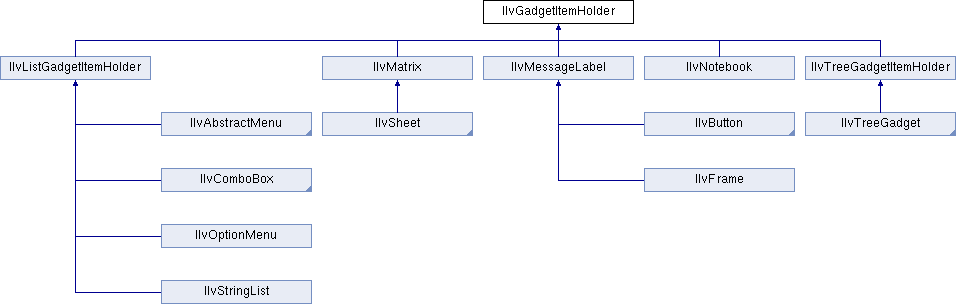 IlvGadgetItemHolder
IlvListGadgetItemHolder
IlvMatrix
IlvMessageLabel
IlvNotebook
IlvTreeGadgetItemHolder
IlvAbstractMenu
IlvSheet
IlvButton
IlvTreeGadget
IlvComboBox
IlvFrame
IlvOptionMenu
IlvStringList